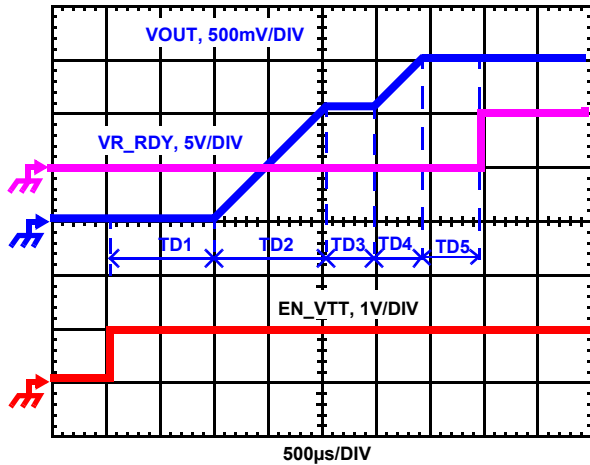 VOUT, 500mV/DIV
VR_RDY, 5V/DIV
TD1 TD2 TD3 TD4 TD5
EN_VTT, 1V/DIV
500µs/DIV